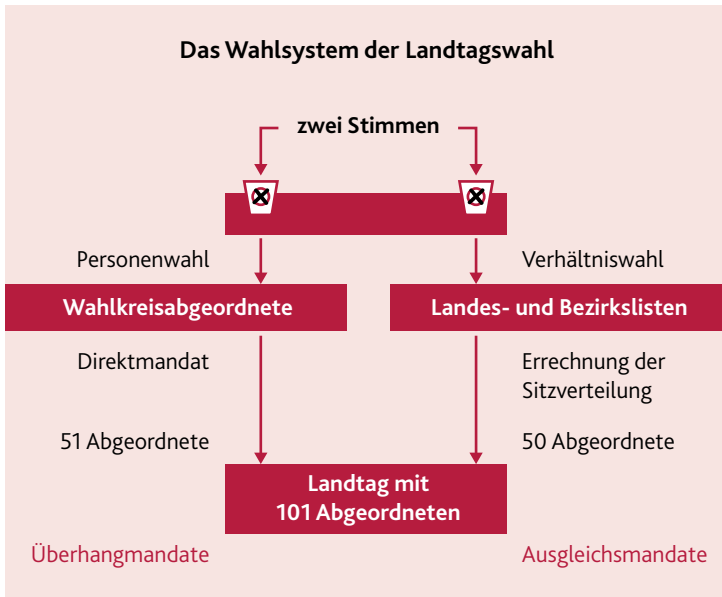 Das Wahlsystem der Landtagswahl
zwei Stimmen
Personenwahl
Verhältniswahl
Wahlkreisabgeordnete
Landes- und Bezirkslisten
Direktmandat
Errechnung der
Sitzverteilung
51 Abgeordnete
50 Abgeordnete
Landtag mit
101 Abgeordneten
Überhangmandate
Ausgleichsmandate